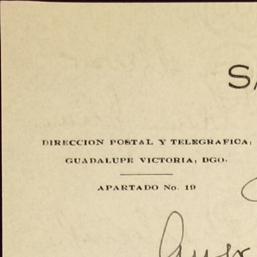 DIRECCION POSTAL Y TELEGRAFICA;
GUADALUPE VICTORIA, DGO.
APARTADO No. 19